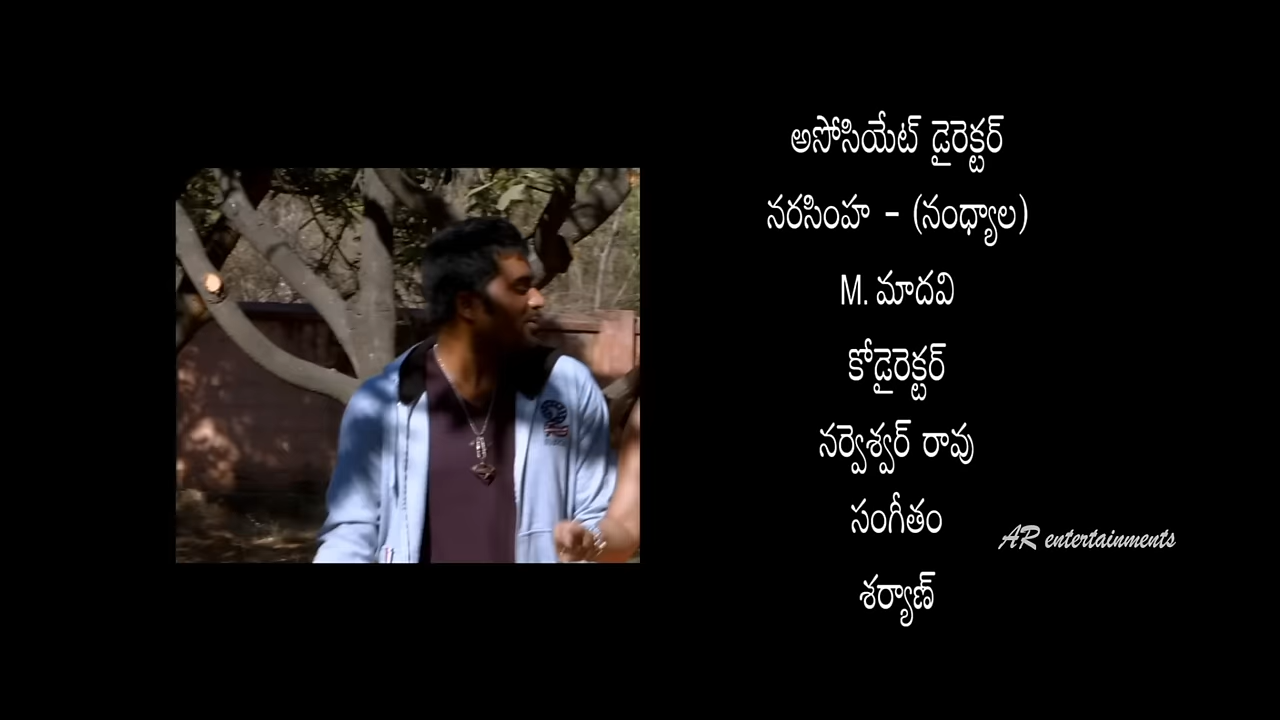 అసోసియేట్ డైరెక్టర్
నరసింహ - (నంధ్యాల)
M. మాదవి
కోడైరెక్టర్
నర్వేశ్వర్ రావు
సంగీతం
శర్యాణ్
AR entertainments